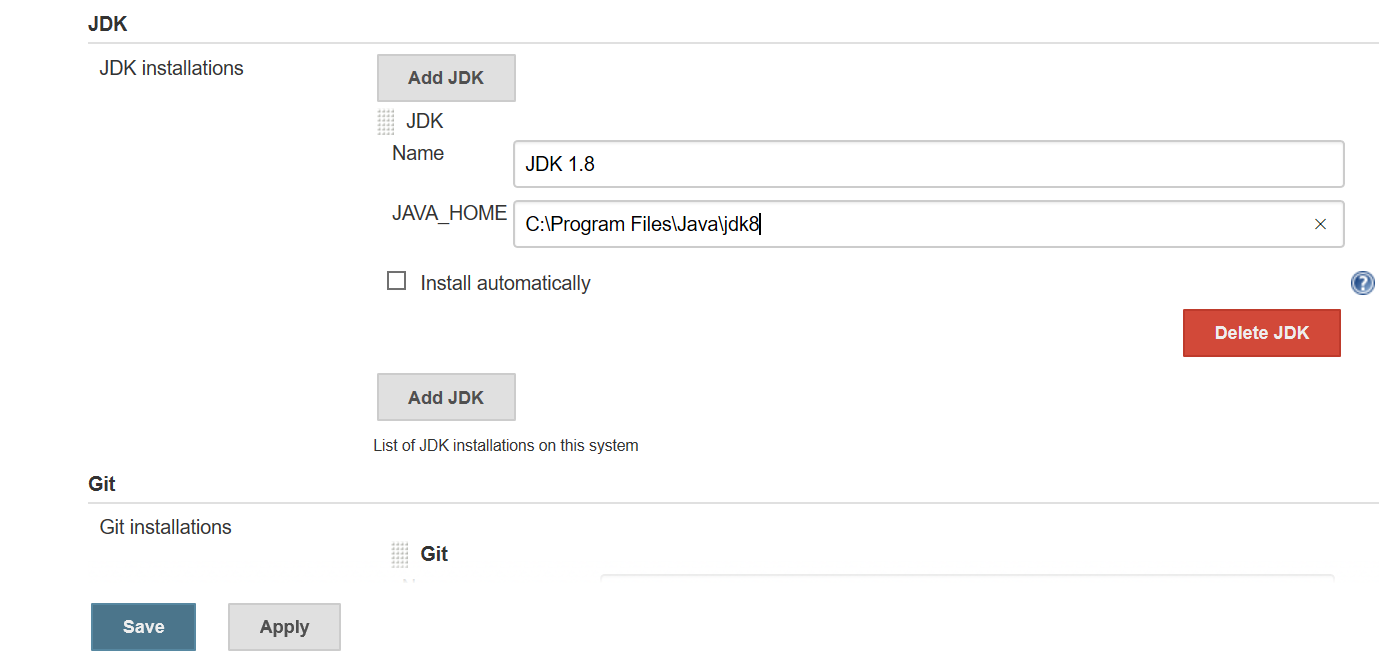 JDK
JDK installations
Add JDK
JDK
Name
JDK 1.8
JAVA_HOME
C:\Program Files\Java\jdk8
Install automatically
?
Delete JDK
Add JDK
List of JDK installations on this system
Git
Git installations
Git
Save
Apply